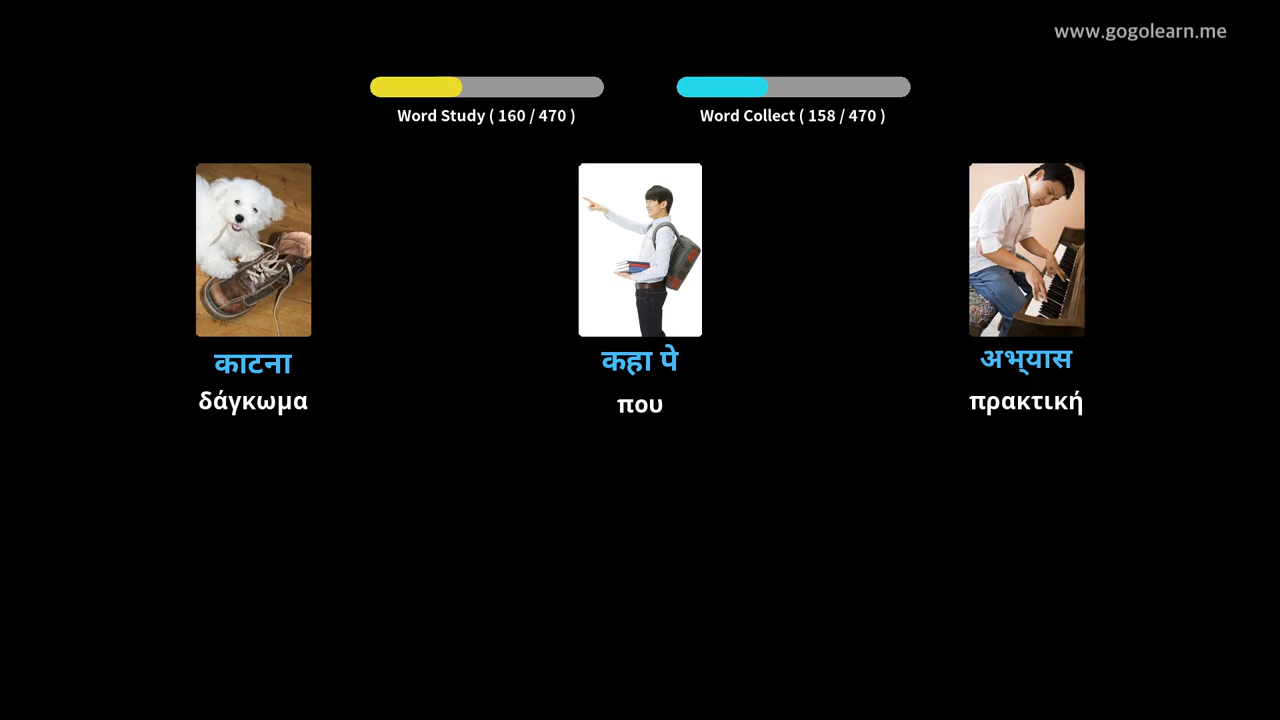 www.gogolearn.me
Word Study ( 160 / 470 )
Word Collect ( 158 / 470 )
काटना
कहा पे
अभ्यास
δάγκωμα
που
πρακτική